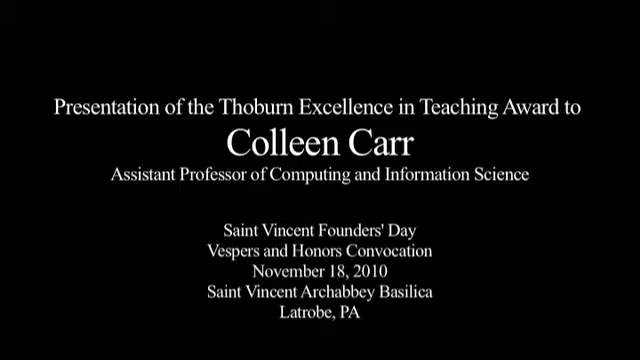 Presentation of the Thoburn Excellence in Teaching Award to
Colleen Carr
Assistant Professor of Computing and Information Science
Saint Vincent Founders' Day
Vespers and Honors Convocation
November 18, 2010
Saint Vincent Archabbey Basilica
Latrobe, PA